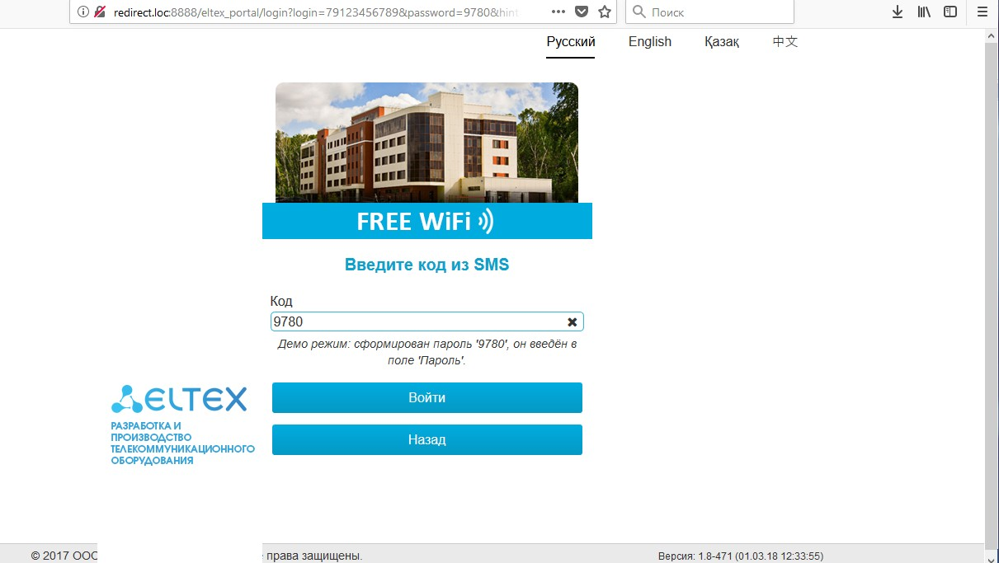 redirect.loc:8888/eltex_portal/login?login=79123456789&password=9780&hint
Поиск
Русский English Қазақ 中文
FREE WiFi
Введите код из SMS
Код
9780
Демо режим: сформирован пароль '9780', он введён в
поле 'Пароль'.
Войти
Назад
ELTEX
РАЗРАБОТКА И
ПРОИЗВОДСТВО
ТЕЛЕКОММУНИКАЦИОННОГО
ОБОРУДОВАНИЯ
© 2017 ООО права защищены.
Версия: 1.8-471 (01.03.18 12:33:55)